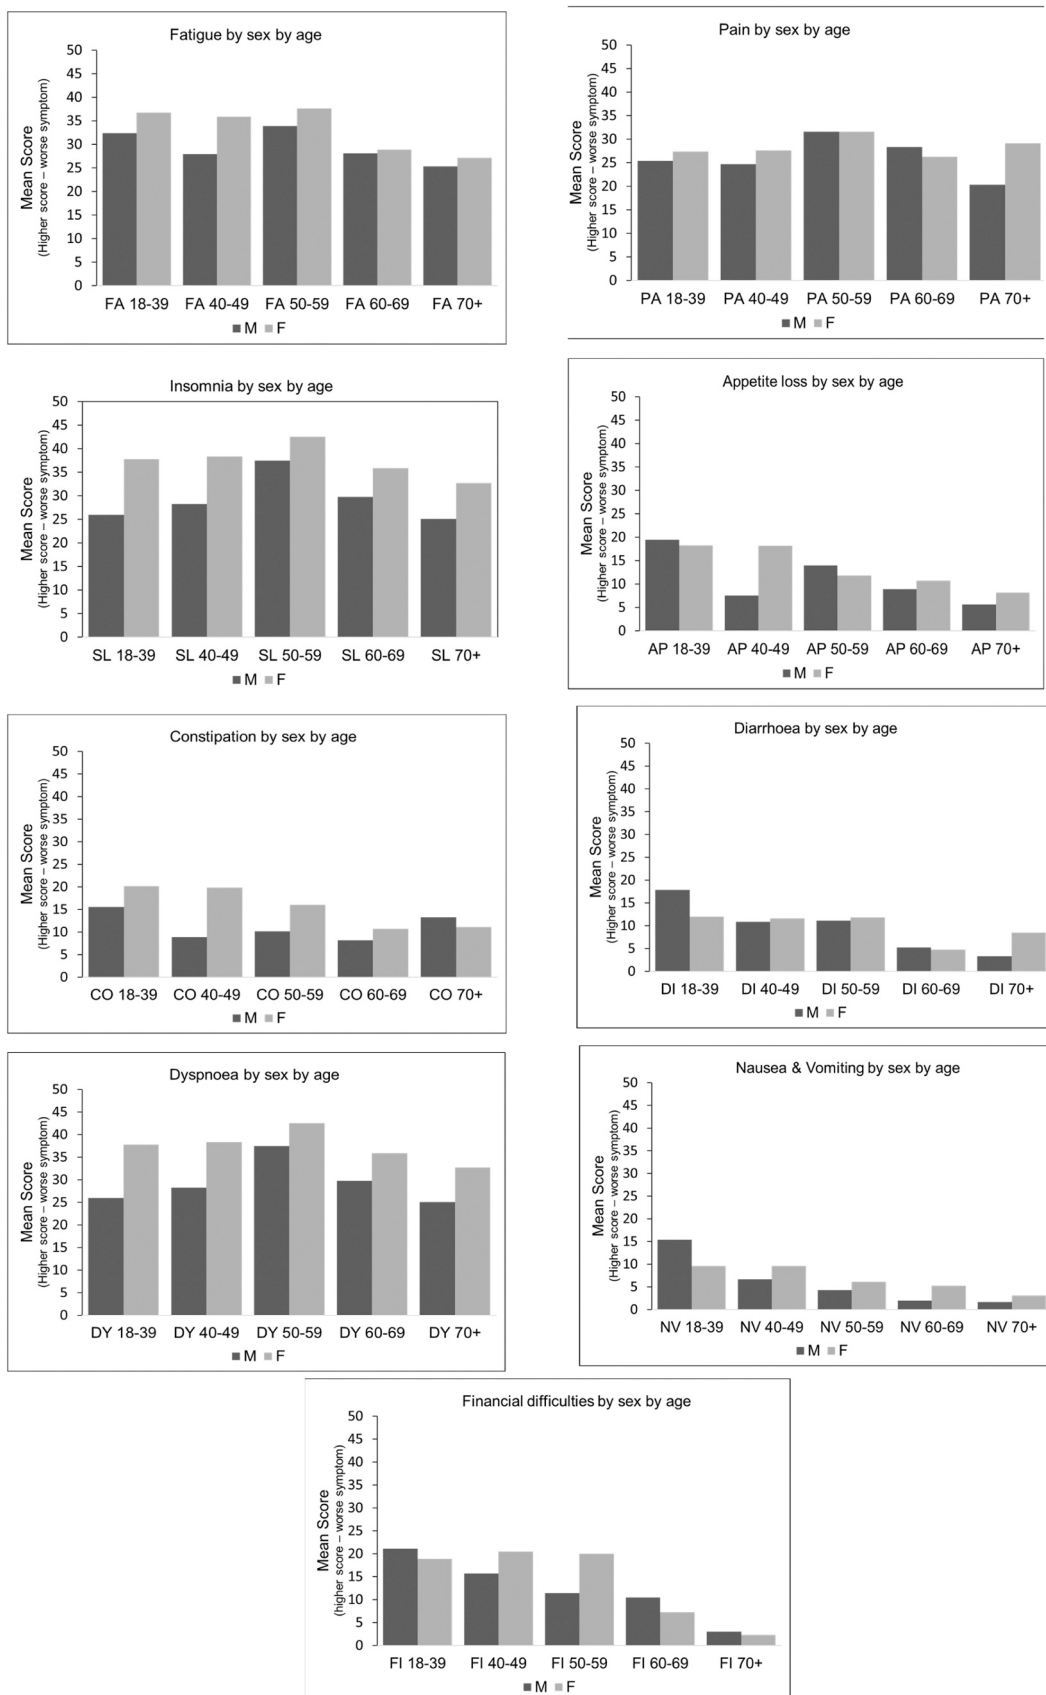 Fatigue by sex by age
Mean Score
(Higher score – worse symptom)
50
45
40
35
30
25
20
15
10
5
0
FA 18-39 FA 40-49 FA 50-59 FA 60-69 FA 70+
M F
Pain by sex by age
Mean Score
(Higher score – worse symptom)
50
45
40
35
30
25
20
15
10
5
0
PA 18-39 PA 40-49 PA 50-59 PA 60-69 PA 70+
M F
Insomnia by sex by age
Mean Score
(Higher score – worse symptom)
50
45
40
35
30
25
20
15
10
5
0
SL 18-39 SL 40-49 SL 50-59 SL 60-69 SL 70+
M F
Appetite loss by sex by age
Mean Score
(Higher score – worse symptom)
50
45
40
35
30
25
20
15
10
5
0
AP 18-39 AP 40-49 AP 50-59 AP 60-69 AP 70+
M F
Constipation by sex by age
Mean Score
(Higher score – worse symptom)
50
45
40
35
30
25
20
15
10
5
0
CO 18-39 CO 40-49 CO 50-59 CO 60-69 CO 70+
M F
Diarrhoea by sex by age
Mean Score
(Higher score – worse symptom)
50
45
40
35
30
25
20
15
10
5
0
DI 18-39 DI 40-49 DI 50-59 DI 60-69 DI 70+
M F
Dyspnoea by sex by age
Mean Score
(Higher score – worse symptom)
50
45
40
35
30
25
20
15
10
5
0
DY 18-39 DY 40-49 DY 50-59 DY 60-69 DY 70+
M F
Nausea & Vomiting by sex by age
Mean Score
(Higher score – worse symptom)
50
45
40
35
30
25
20
15
10
5
0
NV 18-39 NV 40-49 NV 50-59 NV 60-69 NV 70+
M F
Financial difficulties by sex by age
Mean Score
(higher score – worse symptom)
50
45
40
35
30
25
20
15
10
5
0
FI 18-39 FI 40-49 FI 50-59 FI 60-69 FI 70+
M F